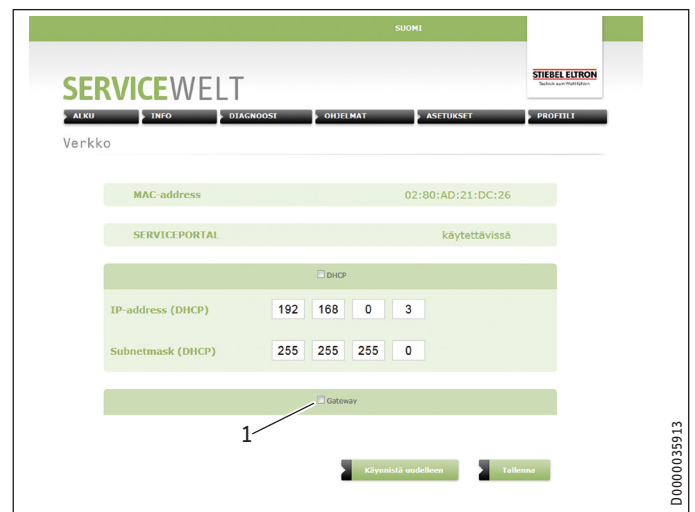 SUOMI
STIEBEL ELTRON
Technik zum Wohlfühlen
SERVICEWELT
ALKU INFO DIAGNOOSI OHJELMAT ASETUKSET PROFIILI
Verkko
MAC-address 02:80:AD:21:DC:26
SERVICEPORTAL käytettävissä
DHCP
IP-address (DHCP) 192 168 0 3
Subnetmask (DHCP) 255 255 255 0
Gateway
1
Käynnistä uudelleen Tallenna
D0000035913